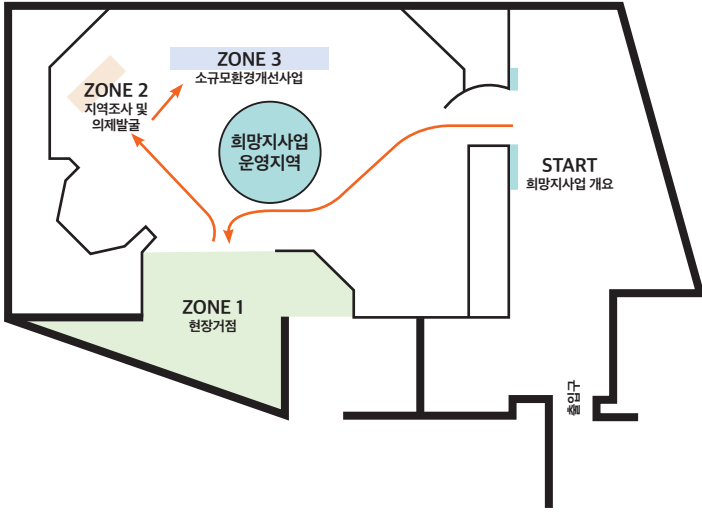 ZONE 3
소규모환경개선사업
ZONE 2
지역조사 및
의제발굴
희망지사업
운영지역
START
희망지사업 개요
ZONE 1
현장거점
출입구